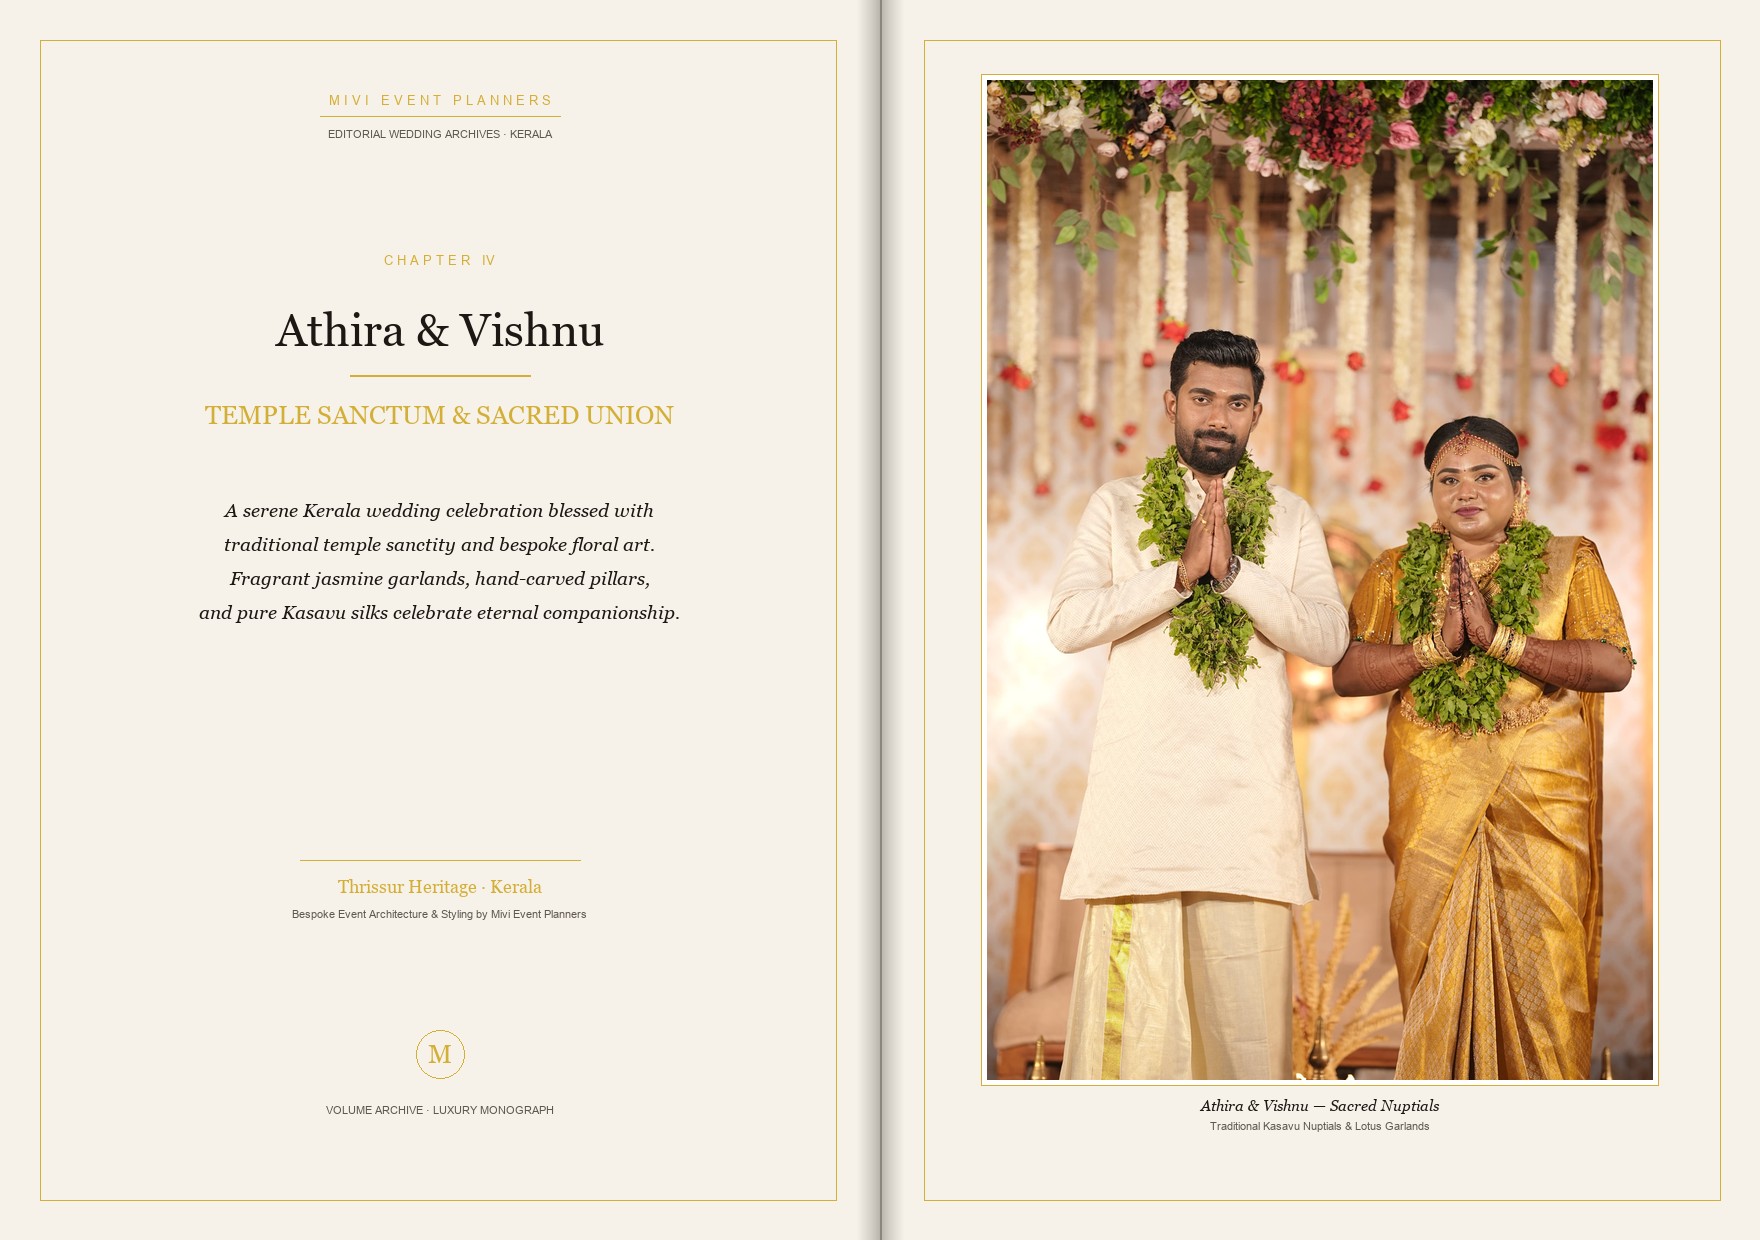 MIVI EVENT PLANNERS
EDITORIAL WEDDING ARCHIVES · KERALA
CHAPTER IV
Athira & Vishnu
TEMPLE SANCTUM & SACRED UNION
A serene Kerala wedding celebration blessed with
traditional temple sanctity and bespoke floral art.
Fragrant jasmine garlands, hand-carved pillars,
and pure Kasavu silks celebrate eternal companionship.
Thrissur Heritage · Kerala
Bespoke Event Architecture & Styling by Mivi Event Planners
M
VOLUME ARCHIVE · LUXURY MONOGRAPH
Athira & Vishnu — Sacred Nuptials
Traditional Kasavu Nuptials & Lotus Garlands